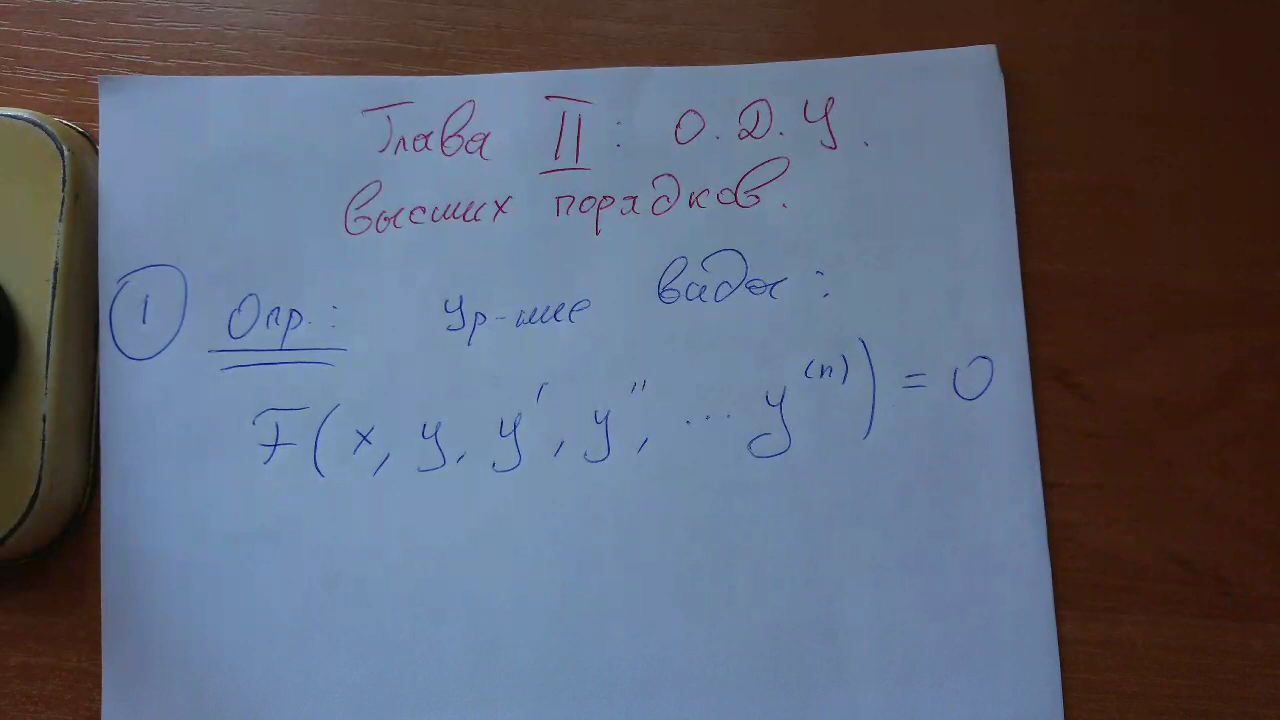 Глава II: О.Д.У.
высших порядков.
1 Опр.: Ур-ние вида:
F(x, y, y', y'', ... y^(n)) = 0